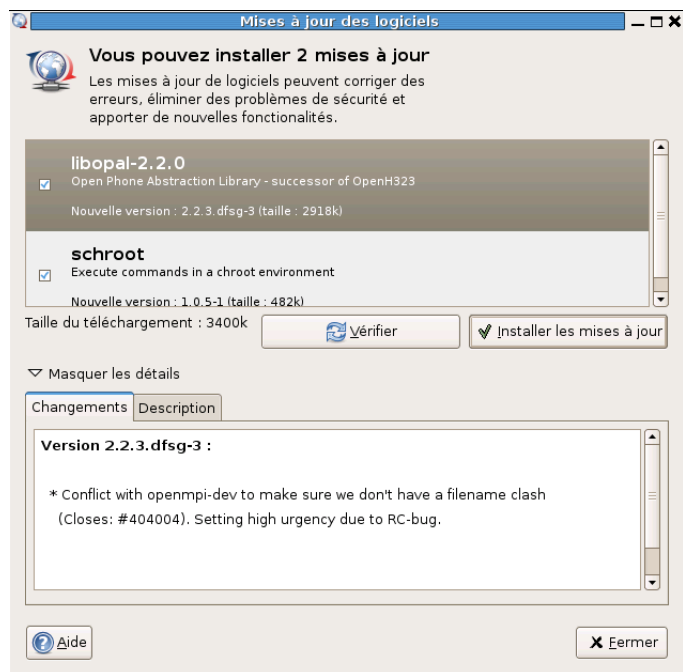 Mises à jour des logiciels
Vous pouvez installer 2 mises à jour
Les mises à jour de logiciels peuvent corriger des
erreurs, éliminer des problèmes de sécurité et
apporter de nouvelles fonctionalités.
libopal-2.2.0
Open Phone Abstraction Library - successor of OpenH323
Nouvelle version : 2.2.3.dfsg-3 (taille : 2918k)
schroot
Execute commands in a chroot environment
Nouvelle version : 1.0.5-1 (taille : 482k)
Taille du téléchargement : 3400k
Vérifier
Installer les mises à jour
Masquer les détails
Changements Description
Version 2.2.3.dfsg-3 :
* Conflict with openmpi-dev to make sure we don't have a filename clash
(Closes: #404004). Setting high urgency due to RC-bug.
Aide
Fermer